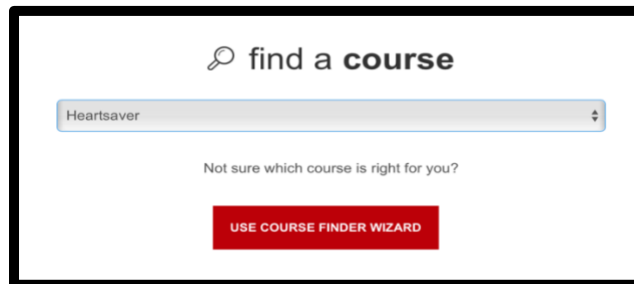 find a course
Heartsaver
Not sure which course is right for you?
USE COURSE FINDER WIZARD